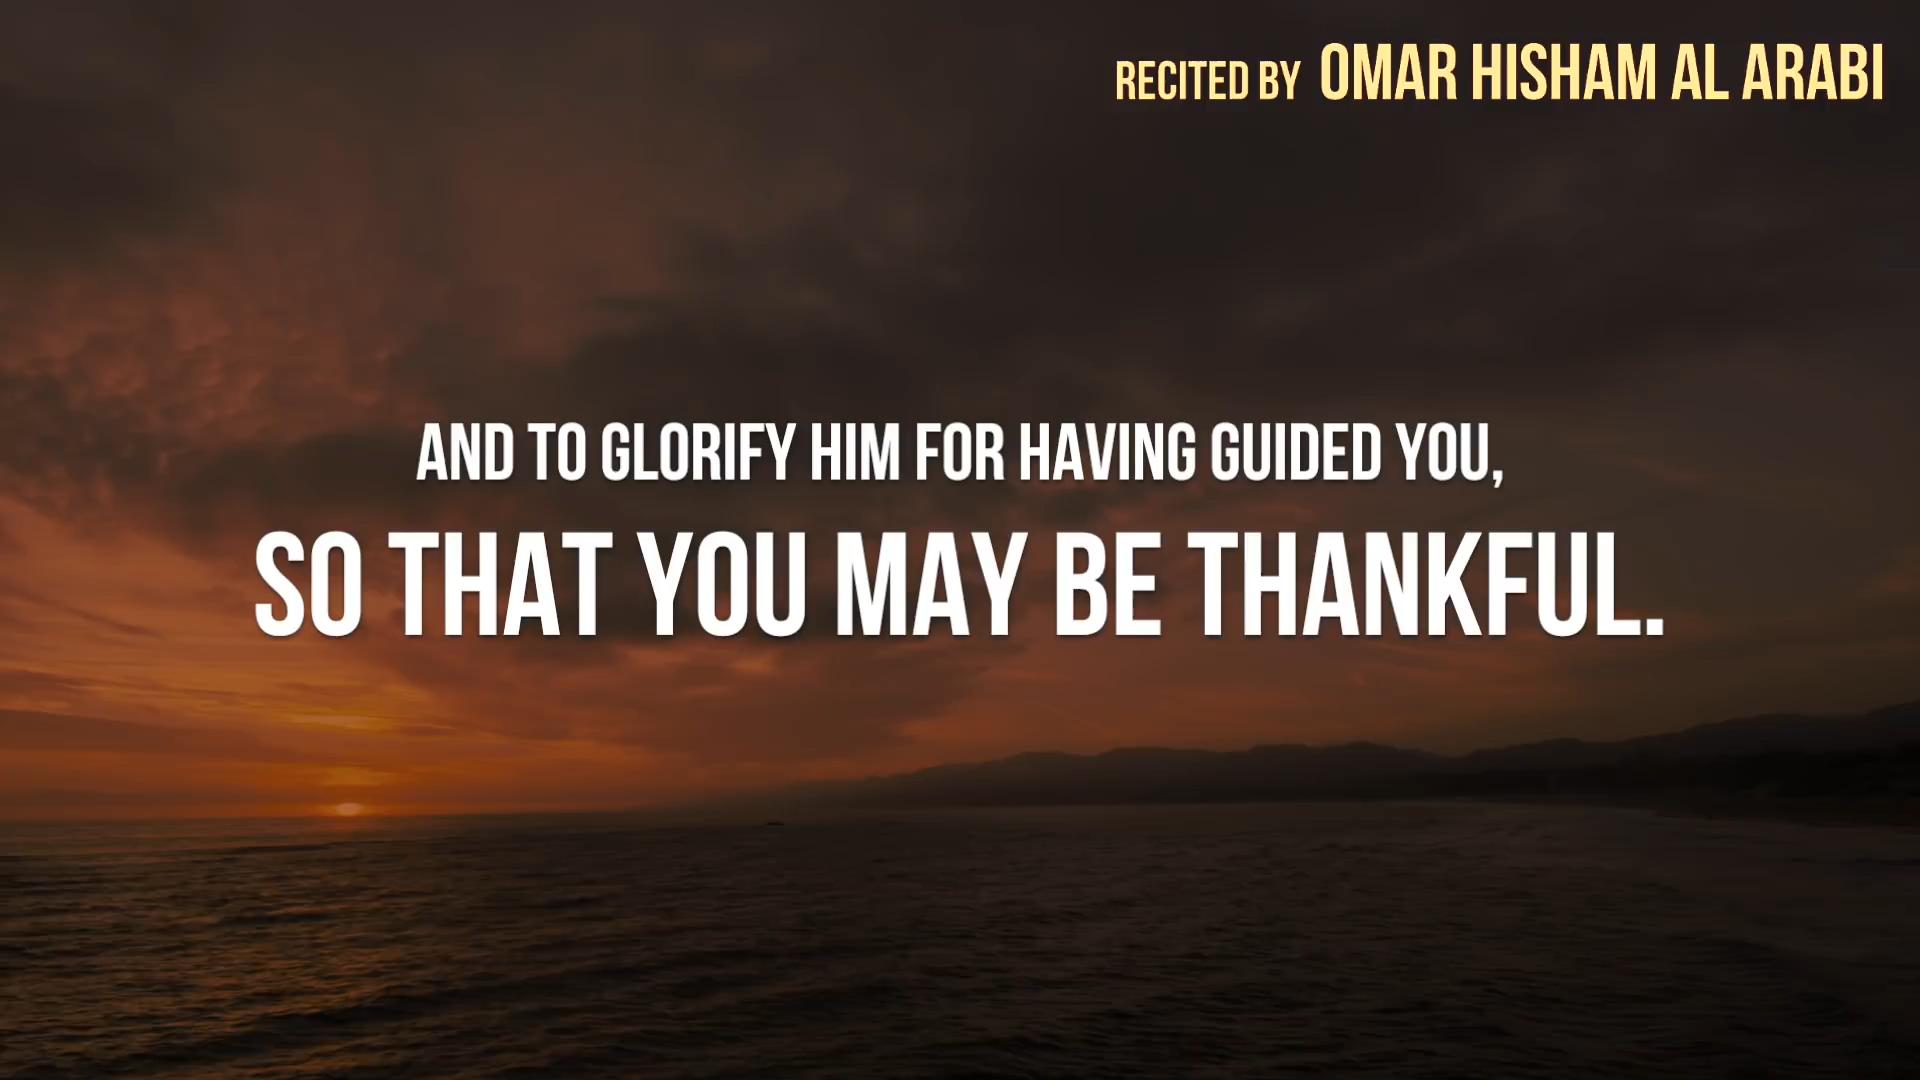 RECITED BY OMAR HISHAM AL ARABI
AND TO GLORIFY HIM FOR HAVING GUIDED YOU,
SO THAT YOU MAY BE THANKFUL.